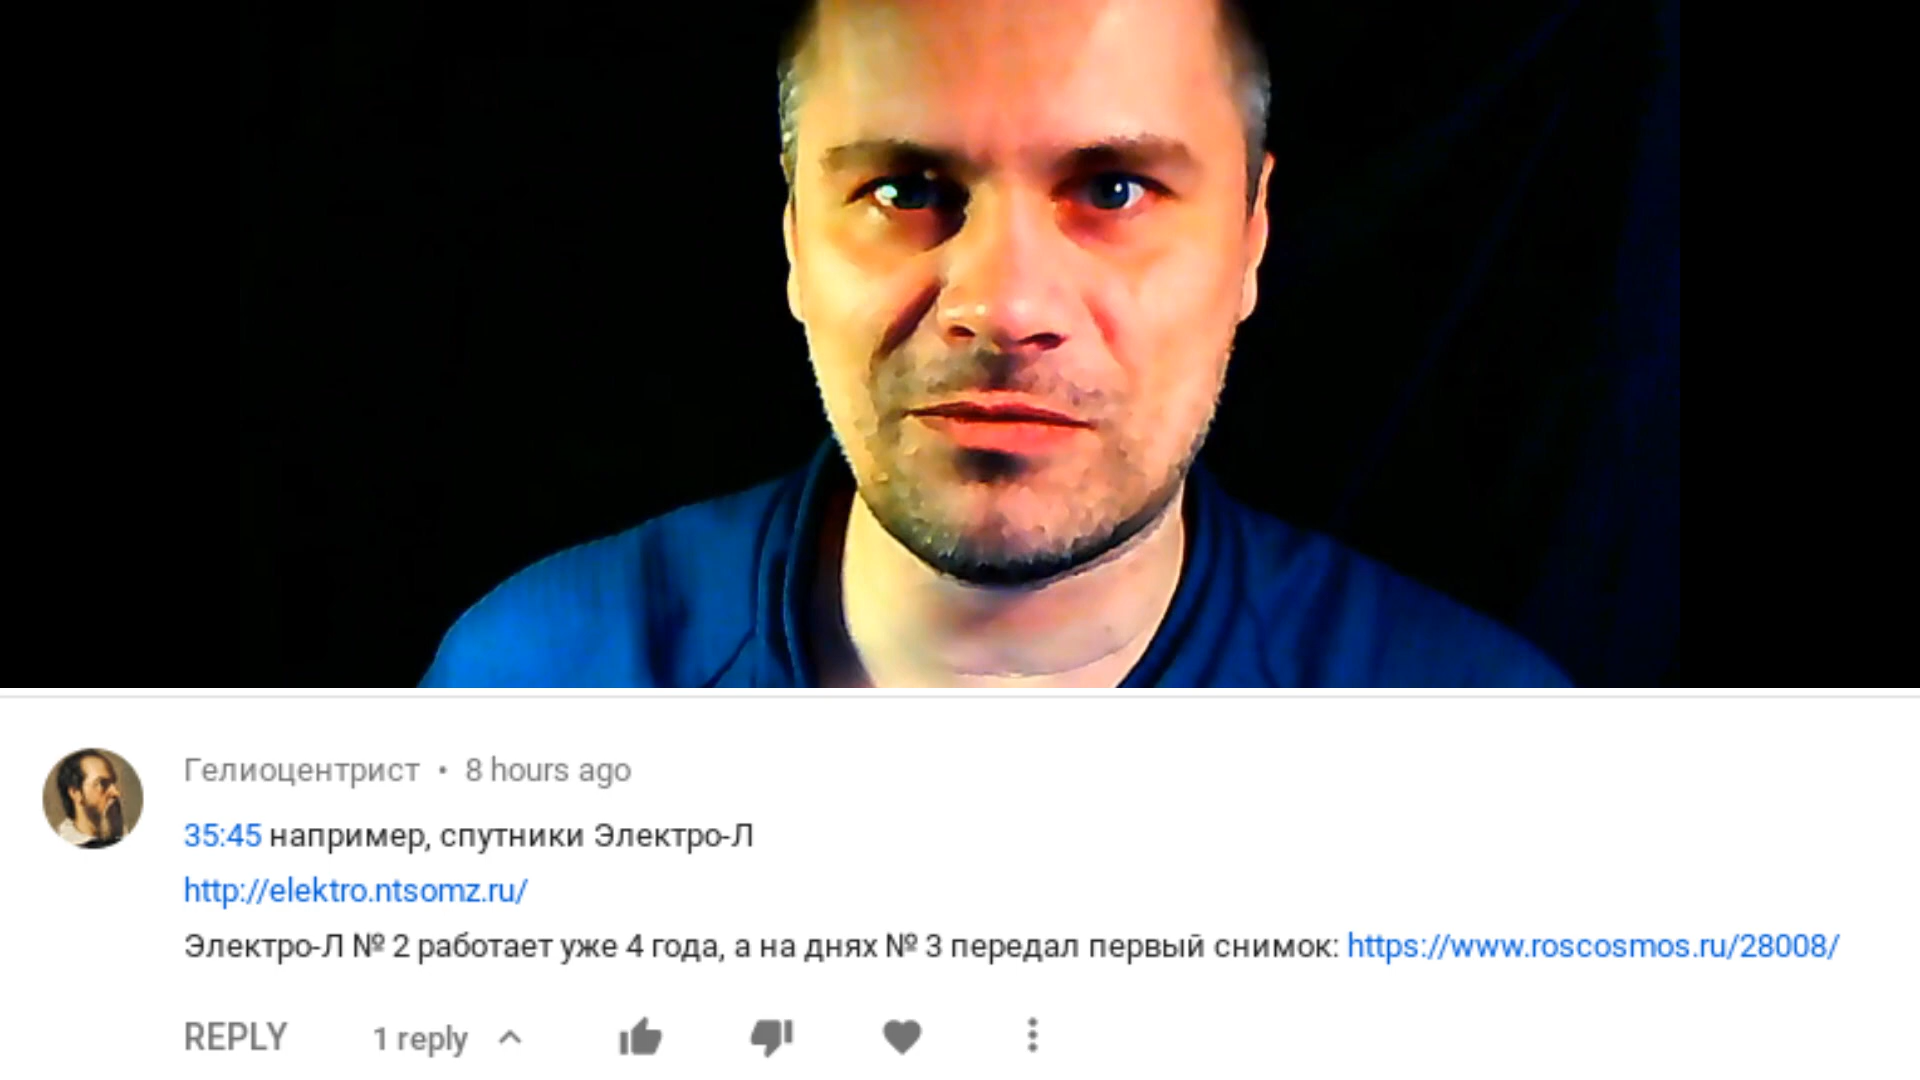 Гелиоцентрист • 8 hours ago
35:45 например, спутники Электро-Л
http://elektro.ntsomz.ru/
Электро-Л № 2 работает уже 4 года, а на днях № 3 передал первый снимок: https://www.roscosmos.ru/28008/
REPLY 1 reply